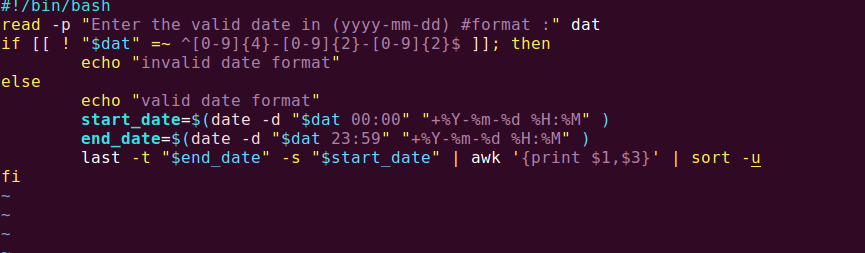 #!/bin/bash
read -p "Enter the valid date in (yyyy-mm-dd) #format :" dat
if [[ ! "$dat" =~ ^[0-9]{4}-[0-9]{2}-[0-9]{2}$ ]]; then
        echo "invalid date format"
else
        echo "valid date format"
        start_date=$(date -d "$dat 00:00" "+%Y-%m-%d %H:%M" )
        end_date=$(date -d "$dat 23:59" "+%Y-%m-%d %H:%M" )
        last -t "$end_date" -s "$start_date" | awk '{print $1,$3}' | sort -u
fi
~
~
~
~